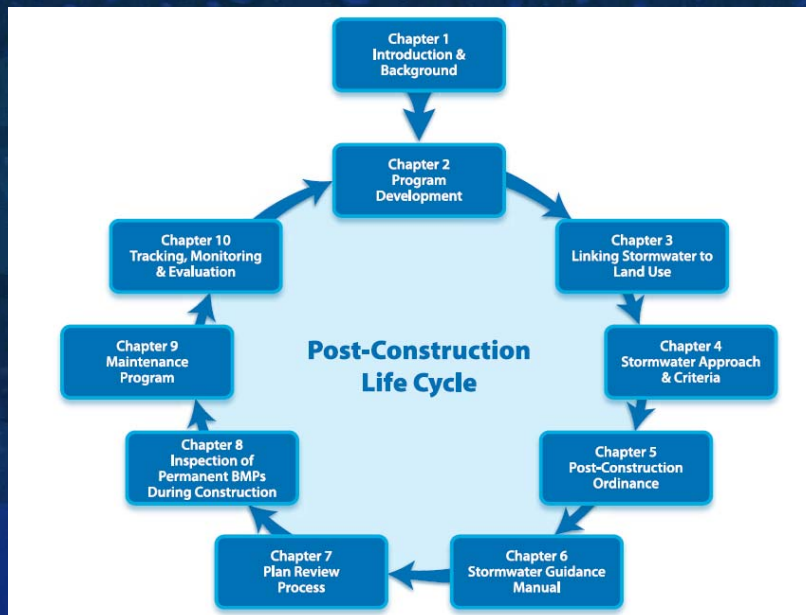 Chapter 1
Introduction &
Background
Chapter 2
Program
Development
Chapter 3
Linking Stormwater to
Land Use
Chapter 4
Stormwater Approach
& Criteria
Chapter 5
Post-Construction
Ordinance
Chapter 6
Stormwater Guidance
Manual
Chapter 7
Plan Review
Process
Chapter 8
Inspection of
Permanent BMPs
During Construction
Chapter 9
Maintenance
Program
Chapter 10
Tracking, Monitoring
& Evaluation
Post-Construction
Life Cycle